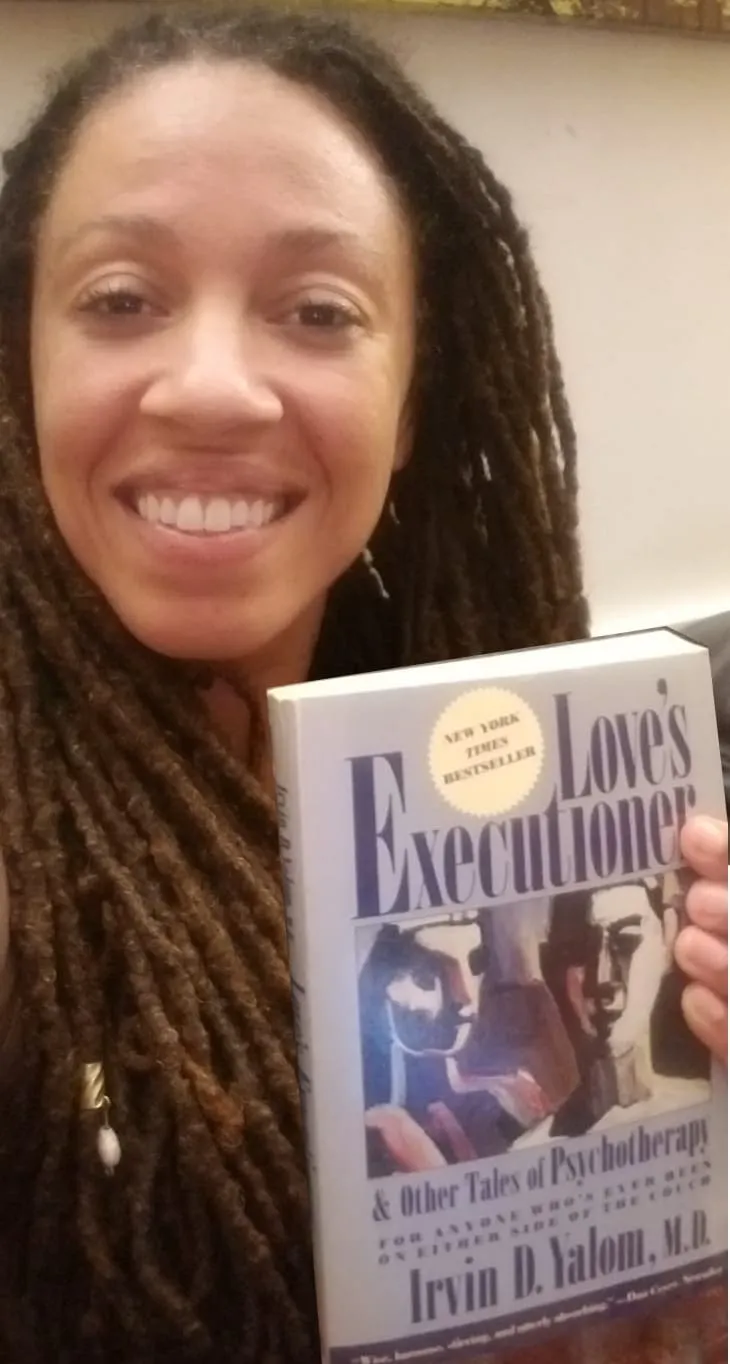 NEW YORK
TIMES
BESTSELLER
Love's
Executioner
& Other Tales of Psychotherapy
FOR ANYONE WHO'S EVER BEEN
ON EITHER SIDE OF THE COUCH
Irvin D. Yalom, M.D.
"Wise, humane, stirring, and utterly absorbing."